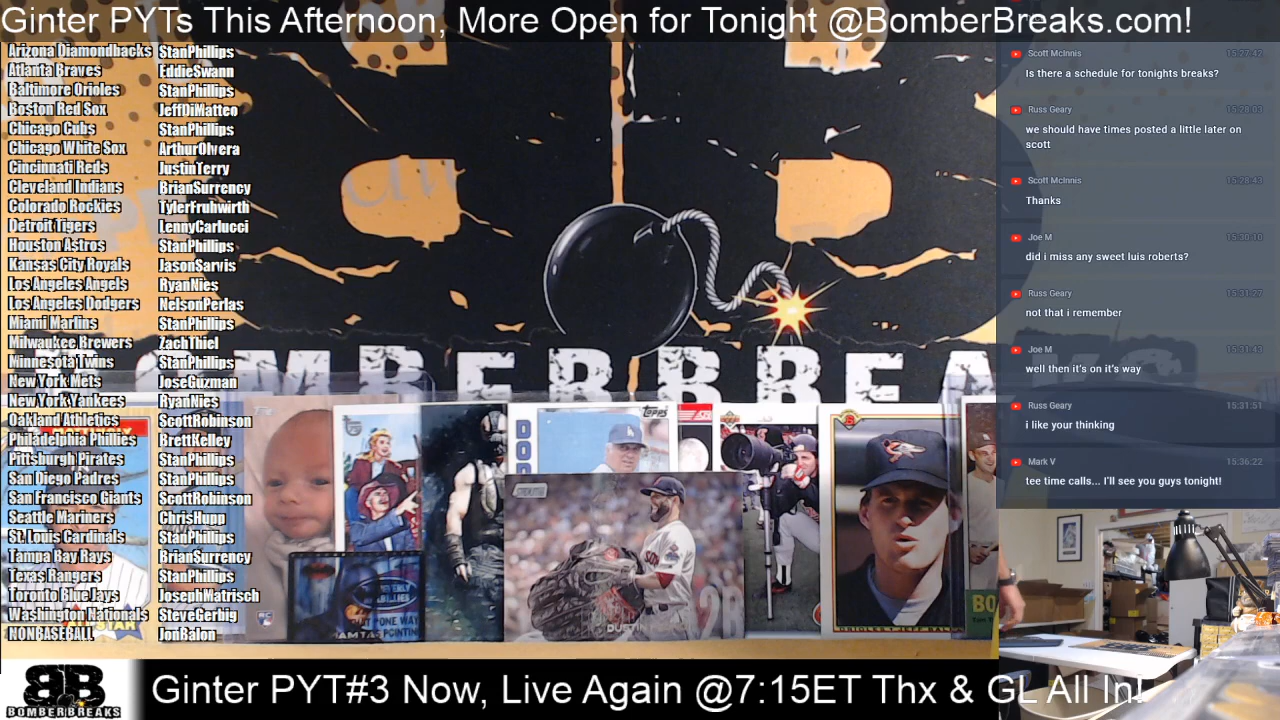 Ginter PYTs This Afternoon, More Open for Tonight @BomberBreaks.com!
Arizona Diamondbacks StanPhillips
Atlanta Braves EddieSwann
Baltimore Orioles StanPhillips
Boston Red Sox JeffDiMatteo
Chicago Cubs StanPhillips
Chicago White Sox ArthurOlvera
Cincinnati Reds JustinTerry
Cleveland Indians BrianSurrency
Colorado Rockies TylerFruhwirth
Detroit Tigers LennyCarlucci
Houston Astros StanPhillips
Kansas City Royals JasonSarvis
Los Angeles Angels RyanNies
Los Angeles Dodgers NelsonPerlas
Miami Marlins StanPhillips
Milwaukee Brewers ZachThiel
Minnesota Twins StanPhillips
New York Mets JoseGuzman
New York Yankees RyanNies
Oakland Athletics ScottRobinson
Philadelphia Phillies BrettKelley
Pittsburgh Pirates StanPhillips
San Diego Padres StanPhillips
San Francisco Giants ScottRobinson
Seattle Mariners ChrisHupp
St. Louis Cardinals StanPhillips
Tampa Bay Rays BrianSurrency
Texas Rangers StanPhillips
Toronto Blue Jays JosephMatrisch
Washington Nationals SteveGerbig
NONBASEBALL JonBalon
Scott McInnis 15:27:42
Is there a schedule for tonights breaks?
Russ Geary 15:28:03
we should have times posted a little later on
scott
Scott McInnis 15:28:43
Thanks
Joe M 15:30:10
did i miss any sweet luis roberts?
Russ Geary 15:31:27
not that i remember
Joe M 15:31:43
well then it's on it's way
Russ Geary 15:31:51
i like your thinking
Mark V 15:36:22
tee time calls... I'll see you guys tonight!
OMBERBREA
Topps
DOD
SOX
ALL STAR
RC
DUSTIN
BO
BB
BOMBERBREAKS
Ginter PYT#3 Now, Live Again @7:15ET Thx & GL All In!